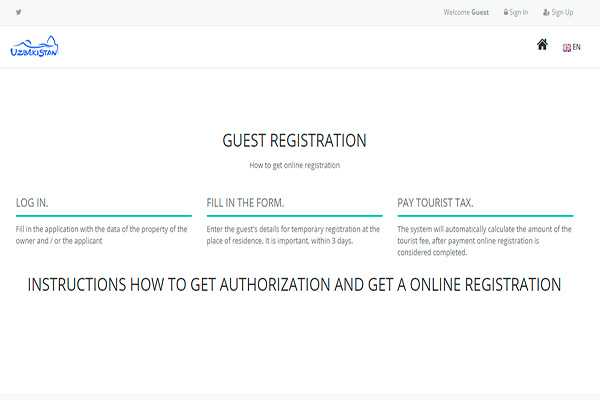 Welcome Guest Sign In Sign Up
UZBEKISTAN
EN
GUEST REGISTRATION
How to get online registration
LOG IN.
Fill in the application with the data of the property of the
owner and / or the applicant
FILL IN THE FORM.
Enter the guest's details for temporary registration at the
place of residence. It is important, within 3 days.
PAY TOURIST TAX.
The system will automatically calculate the amount of the
tourist fee, after payment online registration is
considered completed.
INSTRUCTIONS HOW TO GET AUTHORIZATION AND GET A ONLINE REGISTRATION